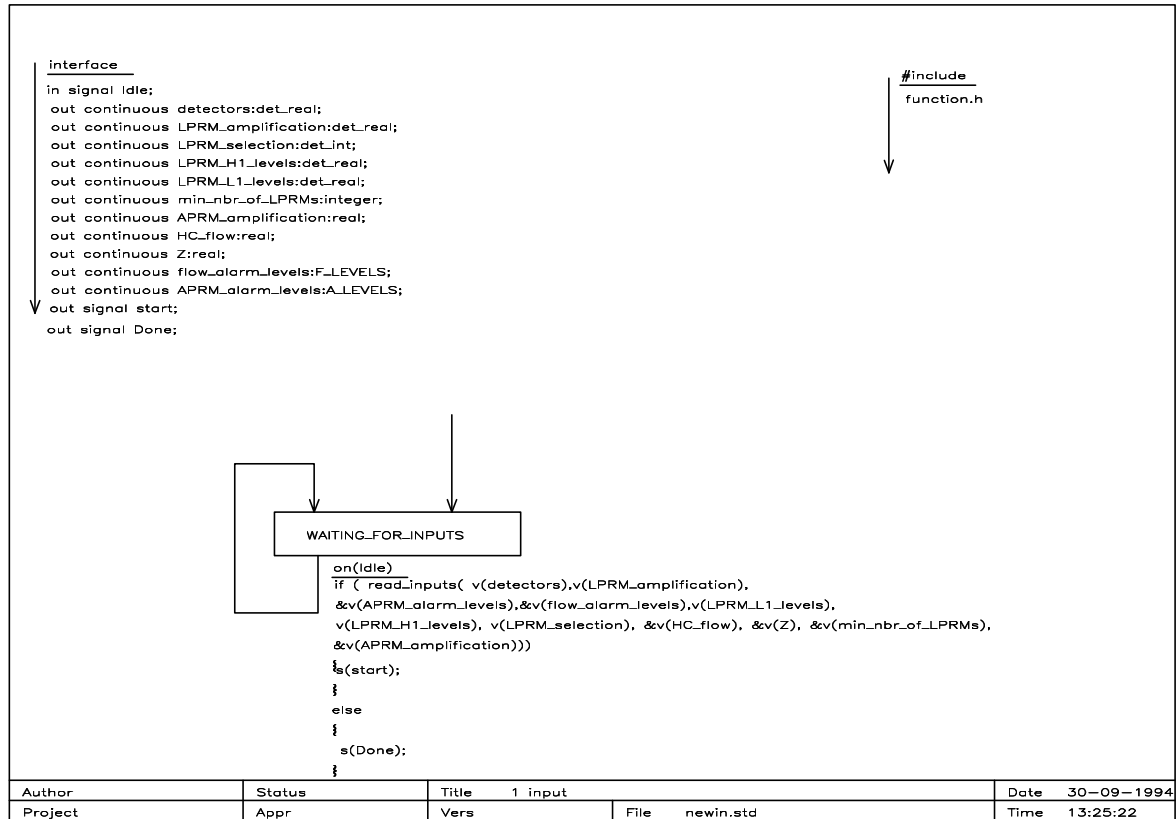 interface
in signal Idle;
out continuous detectors:det_real;
out continuous LPRM_amplification:det_real;
out continuous LPRM_selection:det_int;
out continuous LPRM_H1_levels:det_real;
out continuous LPRM_L1_levels:det_real;
out continuous min_nbr_of_LPRMs:integer;
out continuous APRM_amplification:real;
out continuous HC_flow:real;
out continuous Z:real;
out continuous flow_alarm_levels:F_LEVELS;
out continuous APRM_alarm_levels:A_LEVELS;
out signal start;
out signal Done;
#include
function.h
WAITING_FOR_INPUTS
on(Idle)
if ( read_inputs( v(detectors),v(LPRM_amplification),
&v(APRM_alarm_levels),&v(flow_alarm_levels),v(LPRM_L1_levels),
v(LPRM_H1_levels), v(LPRM_selection), &v(HC_flow), &v(Z), &v(min_nbr_of_LPRMs),
&v(APRM_amplification)))
{
s(start);
}
else
{
s(Done);
}
Author Status Title 1 input Date 30-09-1994
Project Appr Vers File newin.std Time 13:25:22